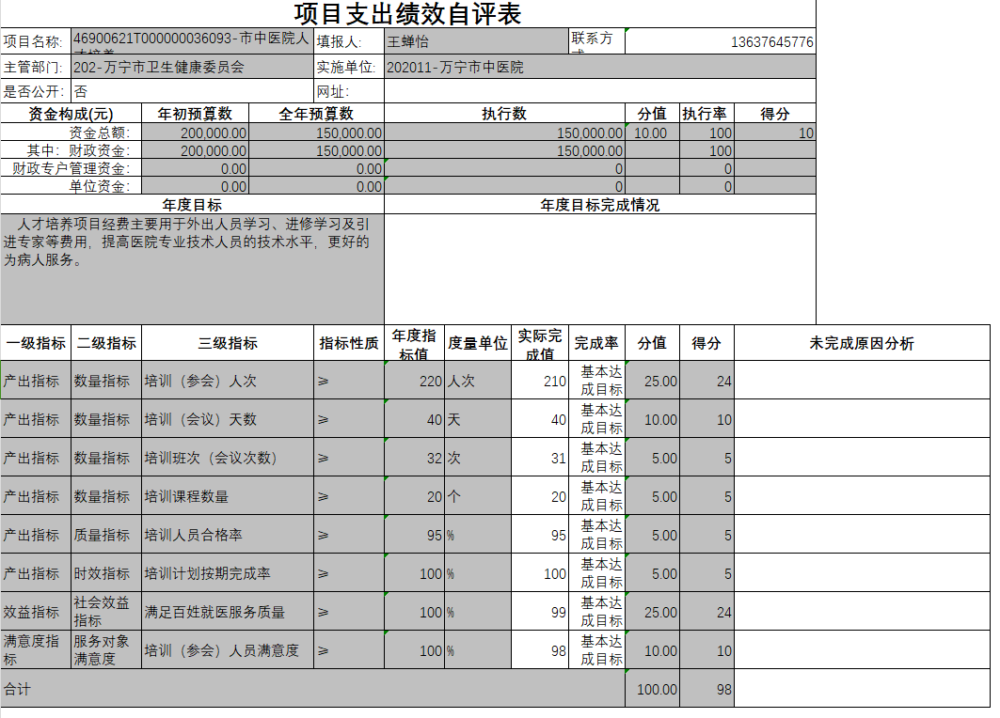 项目支出绩效自评表
项目名称: 46900621T000000036093-市中医院人 填报人: 王蝉怡 联系方 13637645776
主管部门: 202-万宁市卫生健康委员会 实施单位: 202011-万宁市中医院
是否公开: 否 网址:
资金构成(元) 年初预算数 全年预算数 执行数 分值 执行率 得分
资金总额: 200,000.00 150,000.00 150,000.00 10.00 100 10
其中: 财政资金: 200,000.00 150,000.00 150,000.00 100
财政专户管理资金: 0.00 0.00 0 0
单位资金: 0.00 0.00 0 0
年度目标 年度目标完成情况
人才培养项目经费主要用于外出人员学习、进修学习及引
进专家等费用，提高医院专业技术人员的技术水平，更好的
为病人服务。
一级指标 二级指标 三级指标 指标性质 年度指标值 度量单位 实际完成值 完成率 分值 得分 未完成原因分析
产出指标 数量指标 培训（参会）人次 ≥ 220 人次 210 基本达成目标 25.00 24
产出指标 数量指标 培训（会议）天数 ≥ 40 天 40 基本达成目标 10.00 10
产出指标 数量指标 培训班次（会议次数） ≥ 32 次 31 基本达成目标 5.00 5
产出指标 数量指标 培训课程数量 ≥ 20 个 20 基本达成目标 5.00 5
产出指标 质量指标 培训人员合格率 ≥ 95 % 95 基本达成目标 5.00 5
产出指标 时效指标 培训计划按期完成率 ≥ 100 % 100 基本达成目标 5.00 5
效益指标 社会效益指标 满足百姓就医服务质量 ≥ 100 % 99 基本达成目标 25.00 24
满意度指标 服务对象满意度 培训（参会）人员满意度 ≥ 100 % 98 基本达成目标 10.00 10
合计 100.00 98